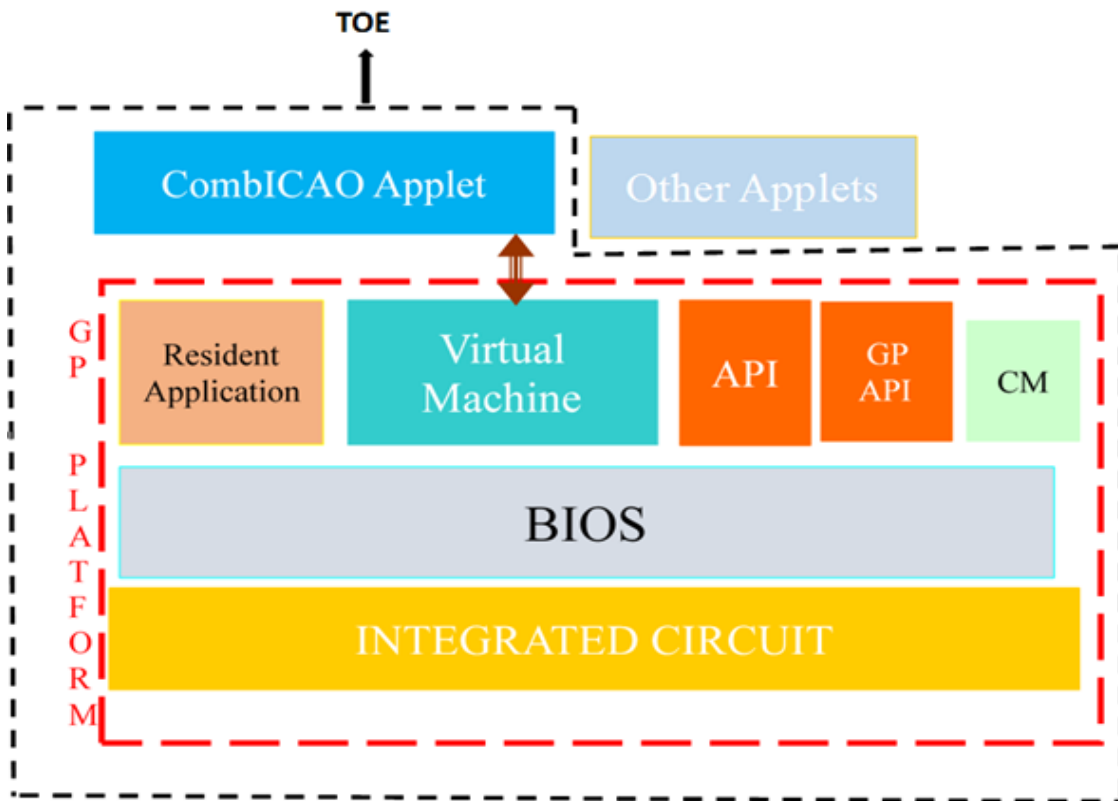 TOE
CombICAO Applet
Other Applets
GP PLATFORM
Resident
Application
Virtual
Machine
API
GP
API
CM
BIOS
INTEGRATED CIRCUIT